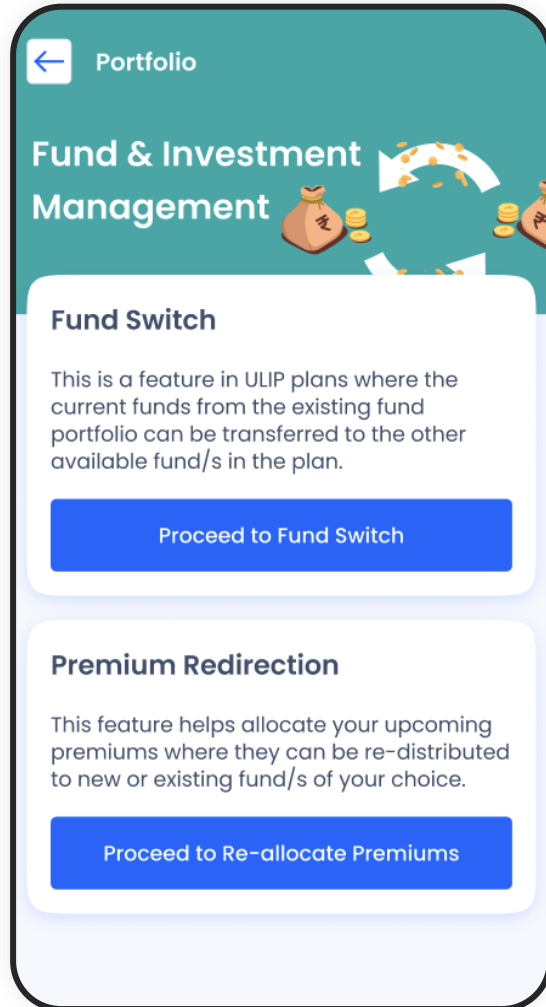 Portfolio
Fund & Investment
Management
₹
₹
Fund Switch
This is a feature in ULIP plans where the
current funds from the existing fund
portfolio can be transferred to the other
available fund/s in the plan.
Proceed to Fund Switch
Premium Redirection
This feature helps allocate your upcoming
premiums where they can be re-distributed
to new or existing fund/s of your choice.
Proceed to Re-allocate Premiums